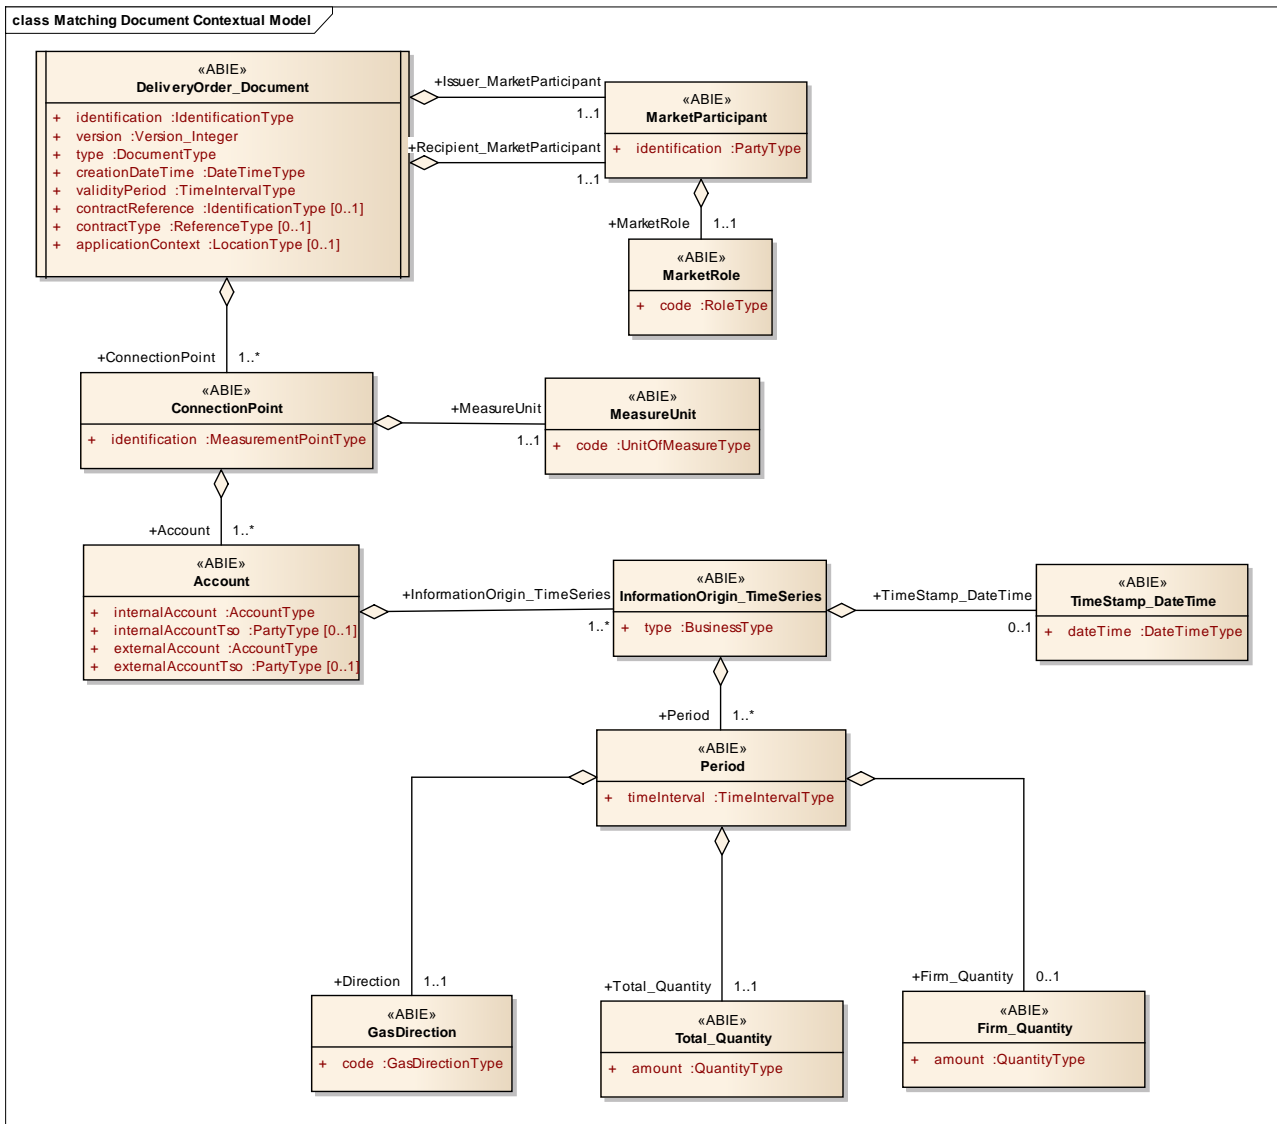 class Matching Document Contextual Model
«ABIE»
DeliveryOrder_Document
+ identification :IdentificationType
+ version :Version_Integer
+ type :DocumentType
+ creationDateTime :DateTimeType
+ validityPeriod :TimeIntervalType
+ contractReference :IdentificationType [0..1]
+ contractType :ReferenceType [0..1]
+ applicationContext :LocationType [0..1]
+Issuer_MarketParticipant
1..1
+Recipient_MarketParticipant
1..1
«ABIE»
MarketParticipant
+ identification :PartyType
+MarketRole 1..1
«ABIE»
MarketRole
+ code :RoleType
+ConnectionPoint 1..*
«ABIE»
ConnectionPoint
+ identification :MeasurementPointType
+MeasureUnit
1..1
«ABIE»
MeasureUnit
+ code :UnitOfMeasureType
+Account 1..*
«ABIE»
Account
+ internalAccount :AccountType
+ internalAccountTso :PartyType [0..1]
+ externalAccount :AccountType
+ externalAccountTso :PartyType [0..1]
+InformationOrigin_TimeSeries
1..*
«ABIE»
InformationOrigin_TimeSeries
+ type :BusinessType
+TimeStamp_DateTime
0..1
«ABIE»
TimeStamp_DateTime
+ dateTime :DateTimeType
+Period 1..*
«ABIE»
Period
+ timeInterval :TimeIntervalType
+Direction 1..1
«ABIE»
GasDirection
+ code :GasDirectionType
+Total_Quantity 1..1
«ABIE»
Total_Quantity
+ amount :QuantityType
+Firm_Quantity 0..1
«ABIE»
Firm_Quantity
+ amount :QuantityType